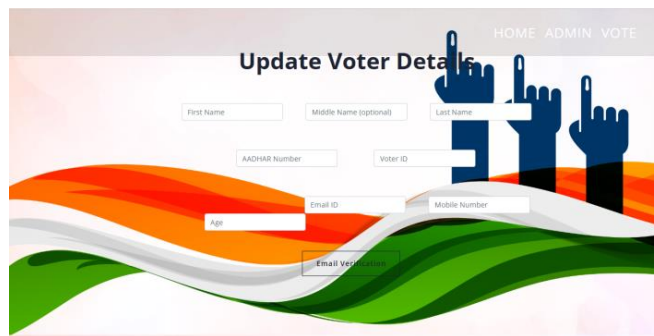 HOME ADMIN VOTE
Update Voter Details
First Name Middle Name (optional) Last Name
AADHAR Number Voter ID
Email ID Mobile Number
Age
Email Verification